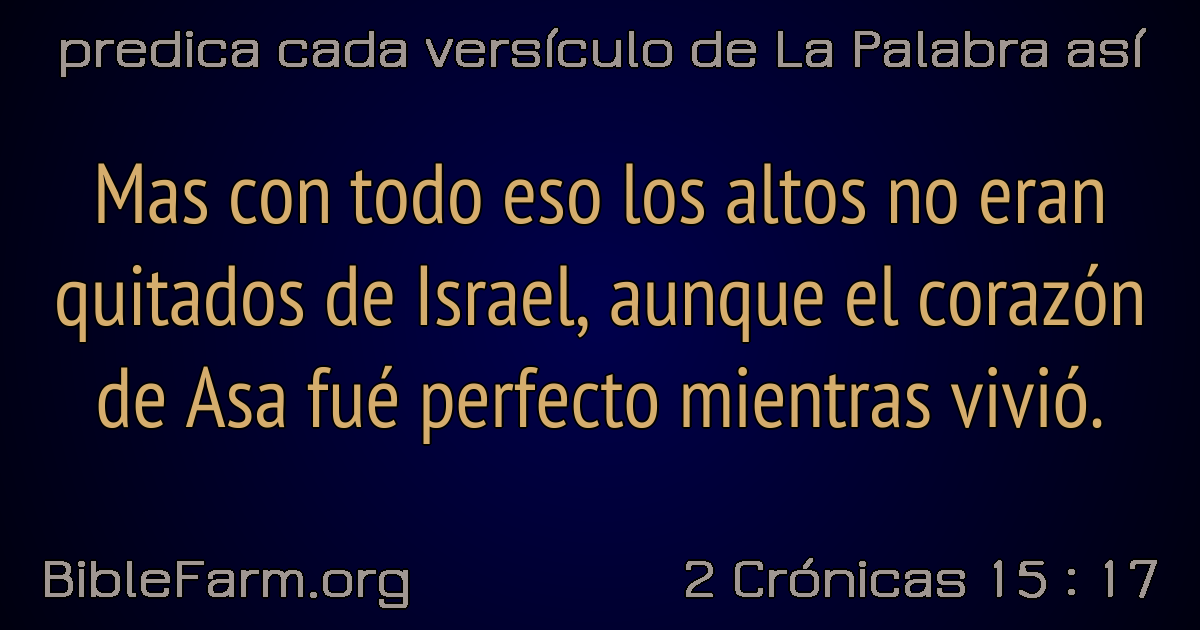 predica cada versículo de La Palabra así
Mas con todo eso los altos no eran
quitados de Israel, aunque el corazón
de Asa fué perfecto mientras vivió.
BibleFarm.org
2 Crónicas 15 : 17